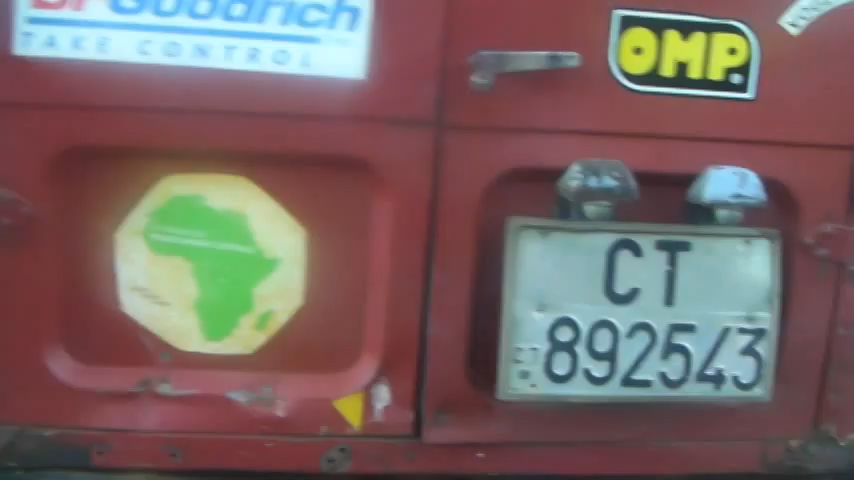 BFGoodrich
TAKE CONTROL
OMP
CT
892543